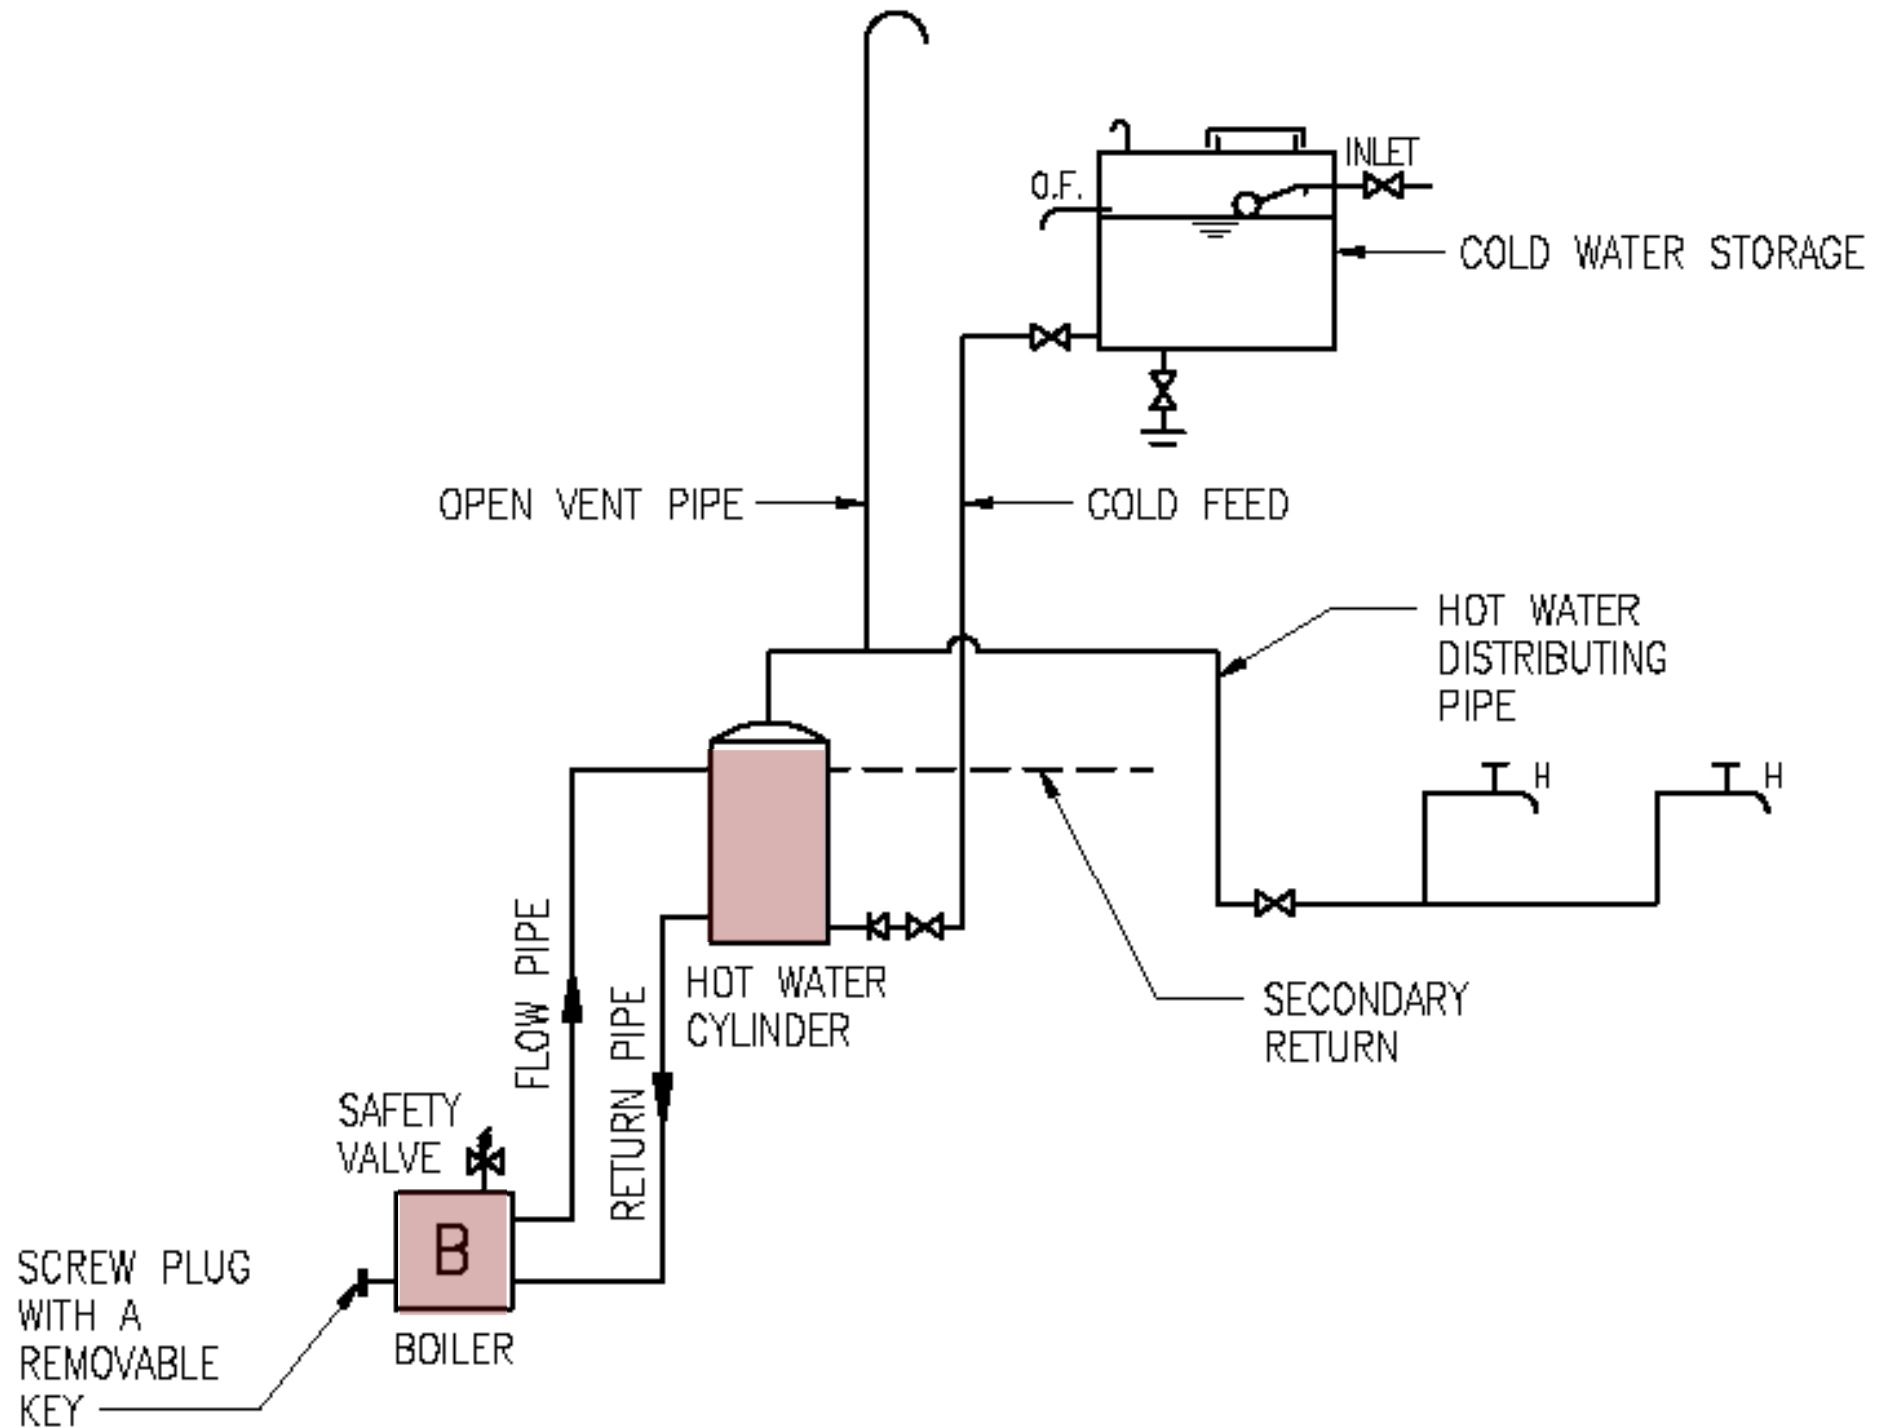 INLET
O.F.
COLD WATER STORAGE
OPEN VENT PIPE
COLD FEED
HOT WATER
DISTRIBUTING
PIPE
H
H
FLOW PIPE
RETURN PIPE
HOT WATER
CYLINDER
SECONDARY
RETURN
SAFETY
VALVE
B
BOILER
SCREW PLUG
WITH A
REMOVABLE
KEY